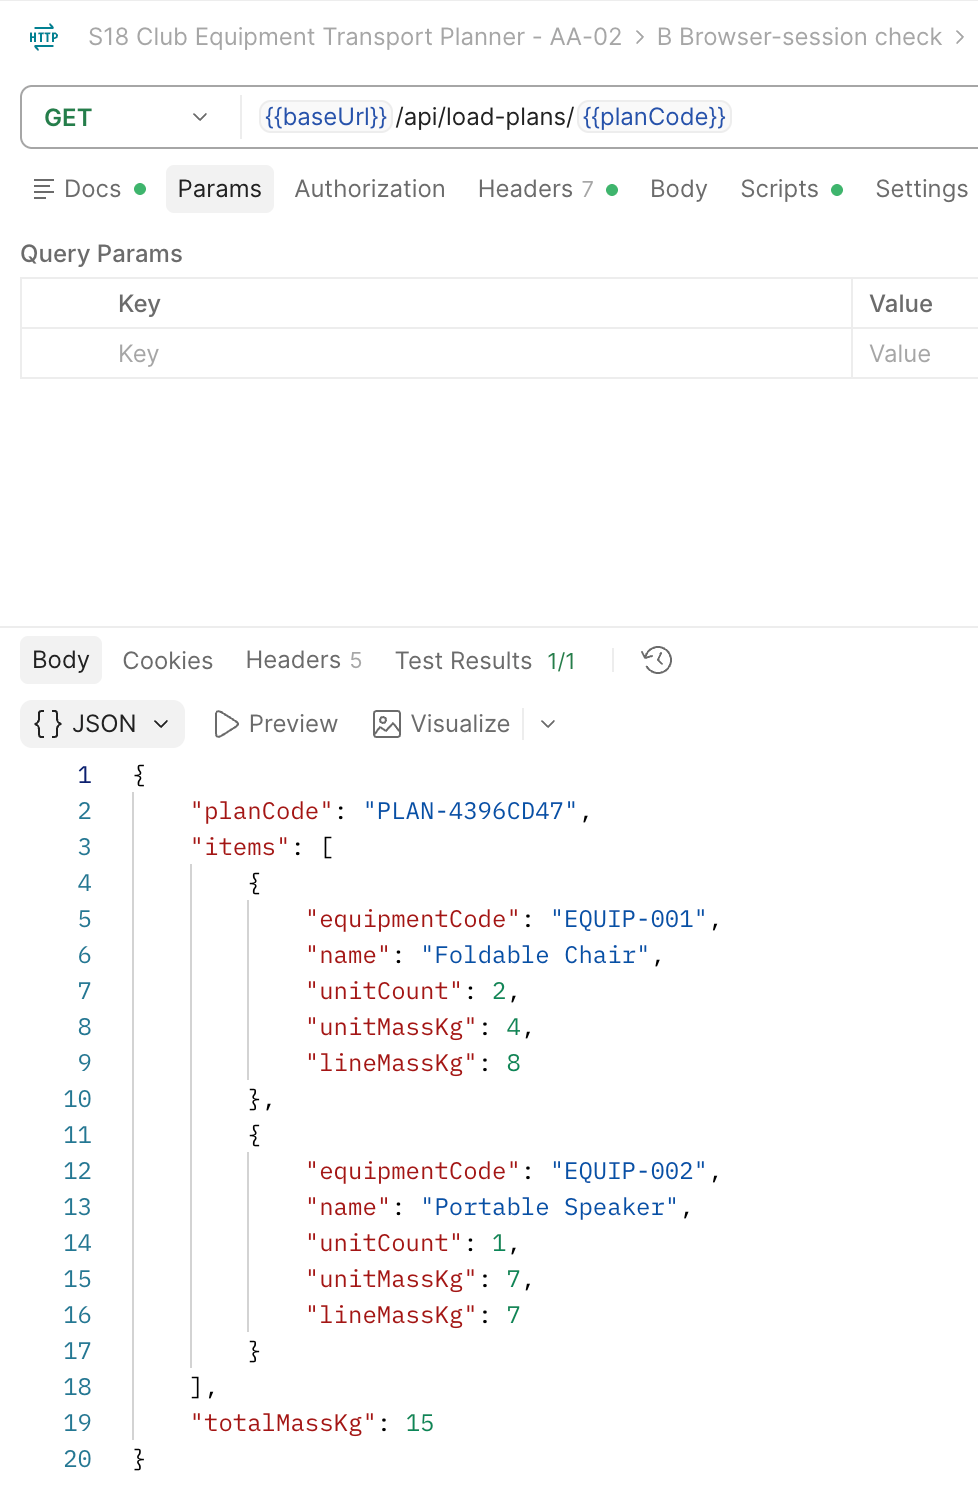 HTTP S18 Club Equipment Transport Planner - AA-02 > B Browser-session check >
GET {{baseUrl}}/api/load-plans/{{planCode}}
Docs Params Authorization Headers 7 Body Scripts Settings
Query Params
Key Value
Key Value
Body Cookies Headers 5 Test Results 1/1
{} JSON Preview Visualize
1 {
2 "planCode": "PLAN-4396CD47",
3 "items": [
4 {
5 "equipmentCode": "EQUIP-001",
6 "name": "Foldable Chair",
7 "unitCount": 2,
8 "unitMassKg": 4,
9 "lineMassKg": 8
10 },
11 {
12 "equipmentCode": "EQUIP-002",
13 "name": "Portable Speaker",
14 "unitCount": 1,
15 "unitMassKg": 7,
16 "lineMassKg": 7
17 }
18 ],
19 "totalMassKg": 15
20 }